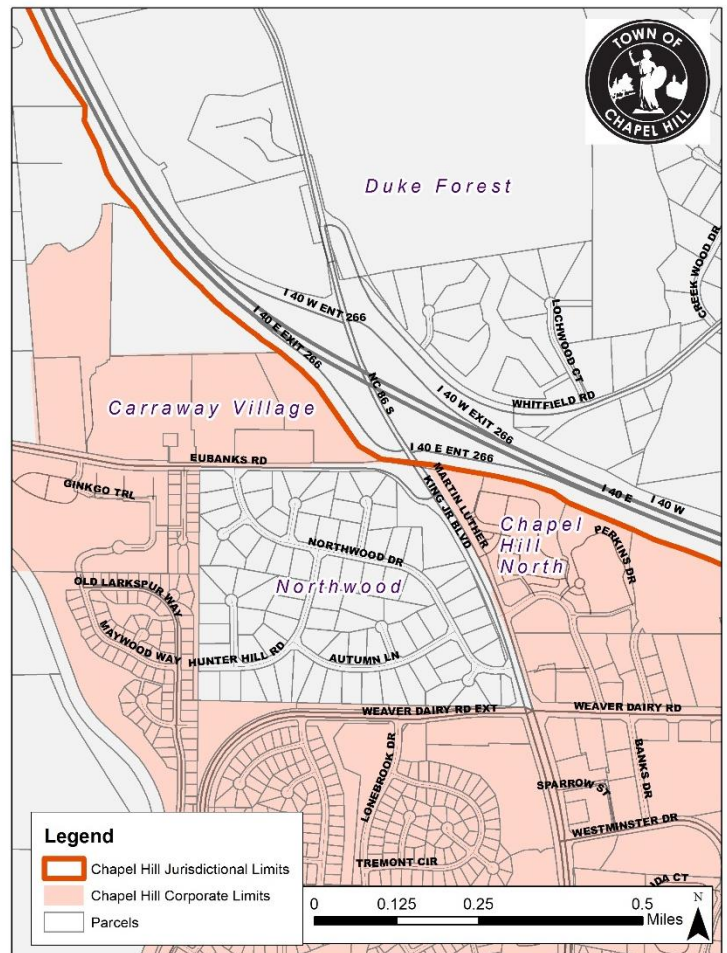 TOWN OF
CHAPEL HILL
Duke Forest
CREEK WOOD DR
I 40 W ENT 266
LOCHWOOD CT
I 40 E EXIT 266
NC 86 S
I 40 W EXIT 266
WHITFIELD RD
Carraway Village
EUBANKS RD
I 40 E ENT 266
GINKGO TRL
MARTIN LUTHER
KING JR BLVD
I 40 E
I 40 W
Chapel
Hill
North
PERKINS DR
NORTHWOOD DR
Northwood
OLD LARKSPUR WAY
MAYWOOD WAY
HUNTER HILL RD
AUTUMN LN
WEAVER DAIRY RD EXT
WEAVER DAIRY RD
LONEBROOK DR
BANKS DR
SPARROW ST
WESTMINSTER DR
TREMONT CIR
ADA CT
Legend
Chapel Hill Jurisdictional Limits
Chapel Hill Corporate Limits
Parcels
0 0.125 0.25 0.5
Miles
N